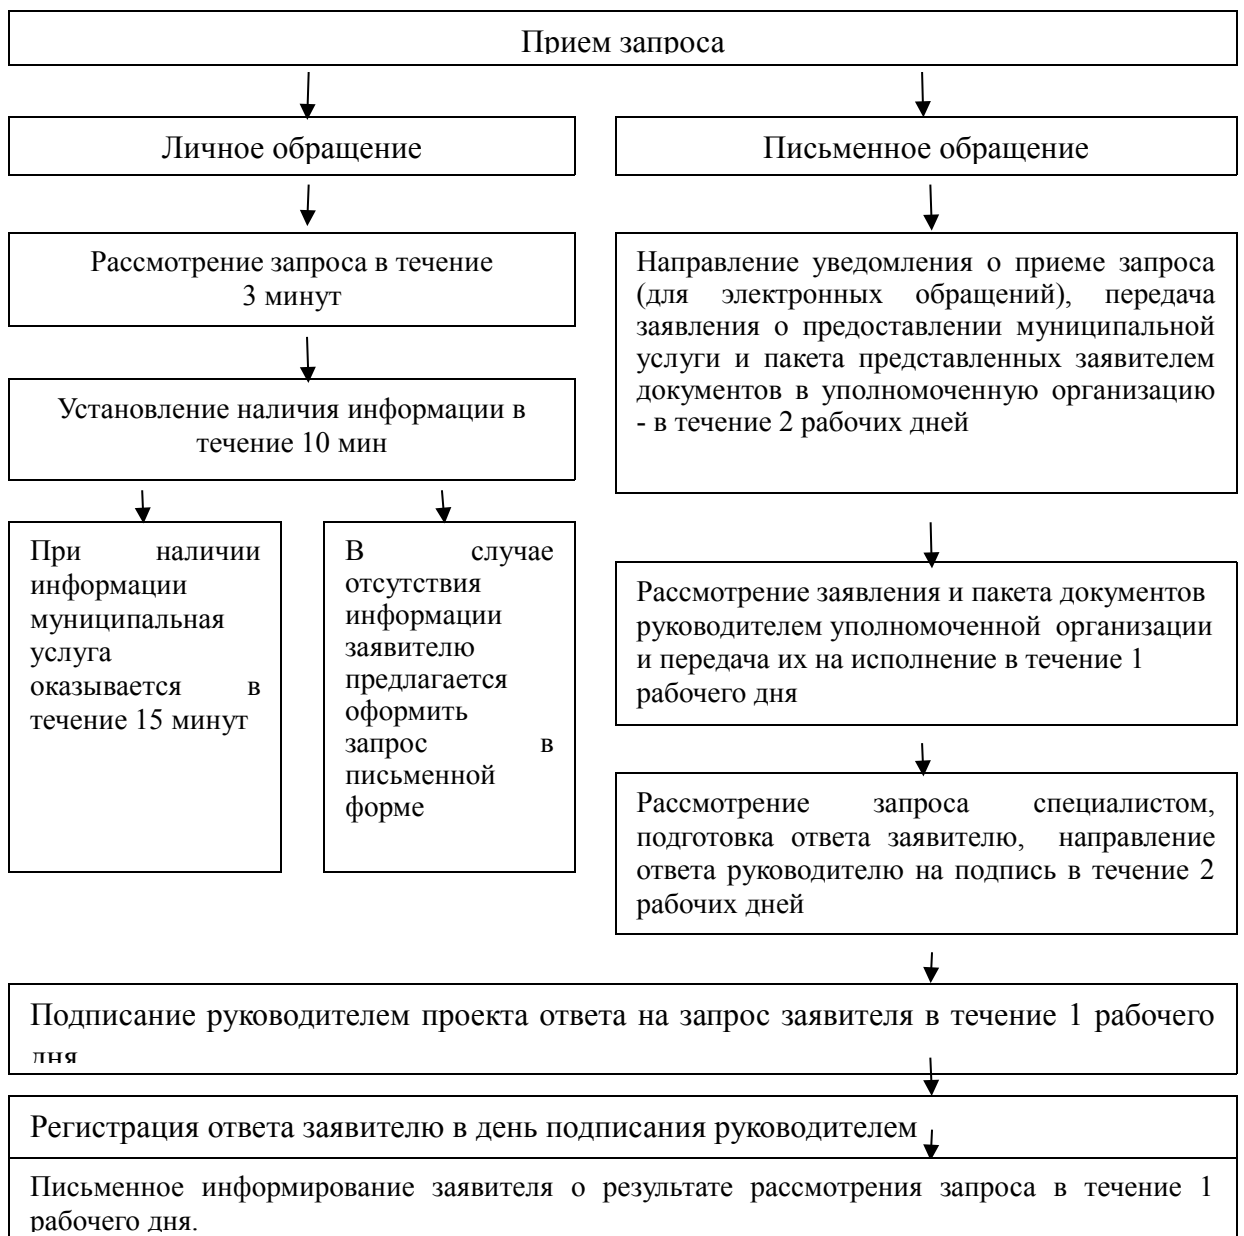 Прием запроса
Личное обращение
Письменное обращение
Рассмотрение запроса в течение
3 минут
Направление уведомления о приеме запроса
(для электронных обращений), передача
заявления о предоставлении муниципальной
услуги и пакета представленных заявителем
документов в уполномоченную организацию
- в течение 2 рабочих дней
Установление наличия информации в
течение 10 мин
При наличии
информации
муниципальная
услуга
оказывается в
течение 15 минут
В случае
отсутствия
информации
заявителю
предлагается
оформить
запрос в
письменной
форме
Рассмотрение заявления и пакета документов
руководителем уполномоченной организации
и передача их на исполнение в течение 1
рабочего дня
Рассмотрение запроса специалистом,
подготовка ответа заявителю, направление
ответа руководителю на подпись в течение 2
рабочих дней
Подписание руководителем проекта ответа на запрос заявителя в течение 1 рабочего
дня
Регистрация ответа заявителю в день подписания руководителем
Письменное информирование заявителя о результате рассмотрения запроса в течение 1
рабочего дня.